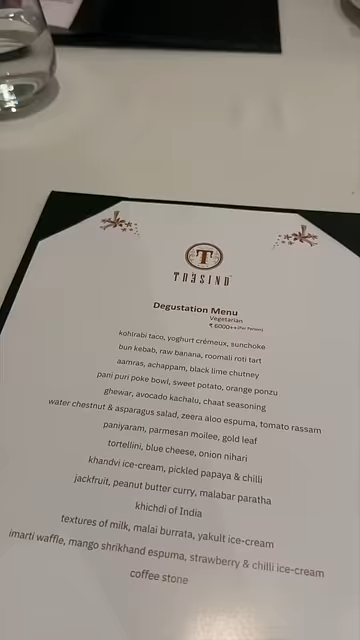 T
TRƎSIND
Degustation Menu
Vegetarian
₹ 6000++ (Per Person)
kohlrabi taco, yoghurt crémeux, sunchoke
bun kebab, raw banana, roomali roti tart
aamras, achappam, black lime chutney
pani puri poke bowl, sweet potato, orange ponzu
ghewar, avocado kachalu, chaat seasoning
water chestnut & asparagus salad, zeera aloo espuma, tomato rassam
paniyaram, parmesan moilee, gold leaf
tortellini, blue cheese, onion nihari
khandvi ice-cream, pickled papaya & chilli
jackfruit, peanut butter curry, malabar paratha
khichdi of India
textures of milk, malai burrata, yakult ice-cream
imarti waffle, mango shrikhand espuma, strawberry & chilli ice-cream
coffee stone